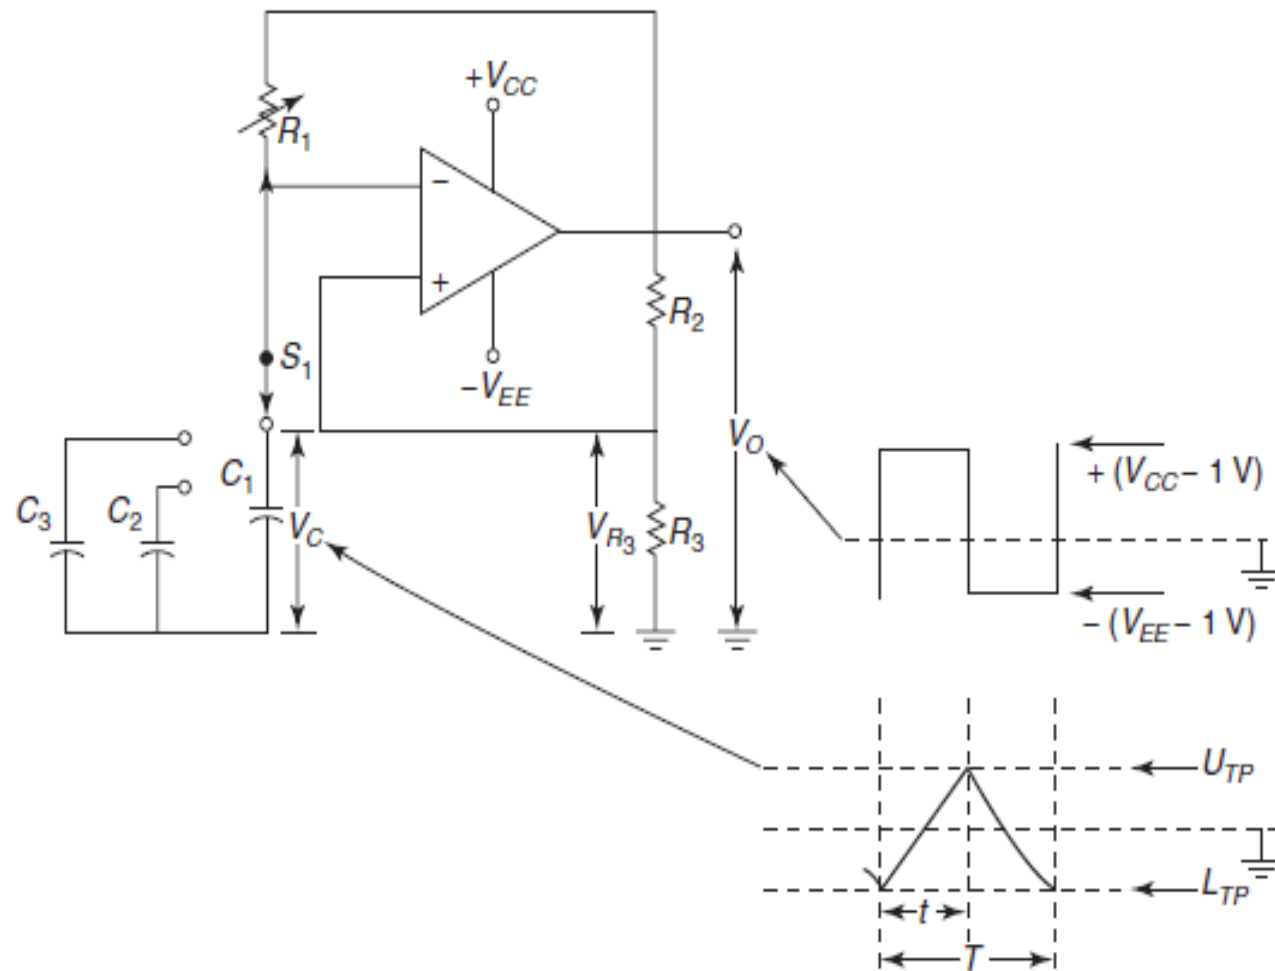 +V_CC
R_1
−
+
R_2
S_1
−V_EE
V_O
C_1
+ (V_CC − 1 V)
C_3
C_2
V_C
V_R3
R_3
− (V_EE − 1 V)
U_TP
L_TP
t
T